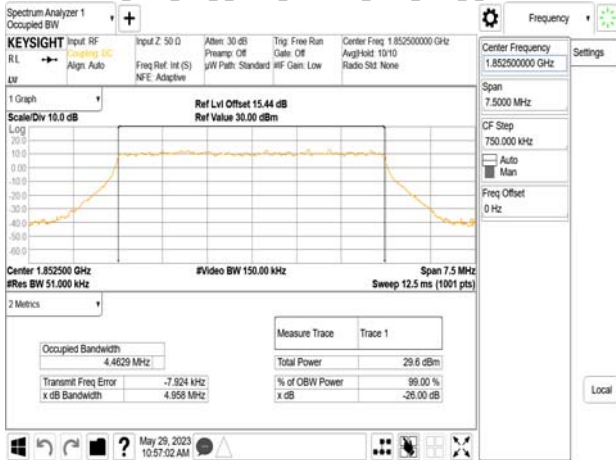 Spectrum Analyzer 1
Occupied BW
Frequency
KEYSIGHT
RL
Input: RF
Coupling: DC
Align: Auto
Input Z: 50 Ω
Freq Ref: Int (S)
NFE: Adaptive
Atten: 30 dB
Preamp: Off
µW Path: Standard
Trig: Free Run
Gate: Off
#IF Gain: Low
Center Freq: 1.852500000 GHz
Avg|Hold: 10/10
Radio Std: None
Center Frequency
1.852500000 GHz
Settings
Span
7.5000 MHz
CF Step
750.000 kHz
Auto
Man
Freq Offset
0 Hz
Local
1 Graph
Scale/Div 10.0 dB
Ref Lvl Offset 15.44 dB
Ref Value 30.00 dBm
Log
20.0
10.0
0.00
-10.0
-20.0
-30.0
-40.0
-50.0
-60.0
Center 1.852500 GHz
#Res BW 51.000 kHz
#Video BW 150.00 kHz
Span 7.5 MHz
Sweep 12.5 ms (1001 pts)
2 Metrics
Measure Trace Trace 1
Occupied Bandwidth
4.4629 MHz
Total Power 29.6 dBm
Transmit Freq Error -7.924 kHz
% of OBW Power 99.00 %
x dB Bandwidth 4.958 MHz
x dB -26.00 dB
May 29, 2023
10:57:02 AM